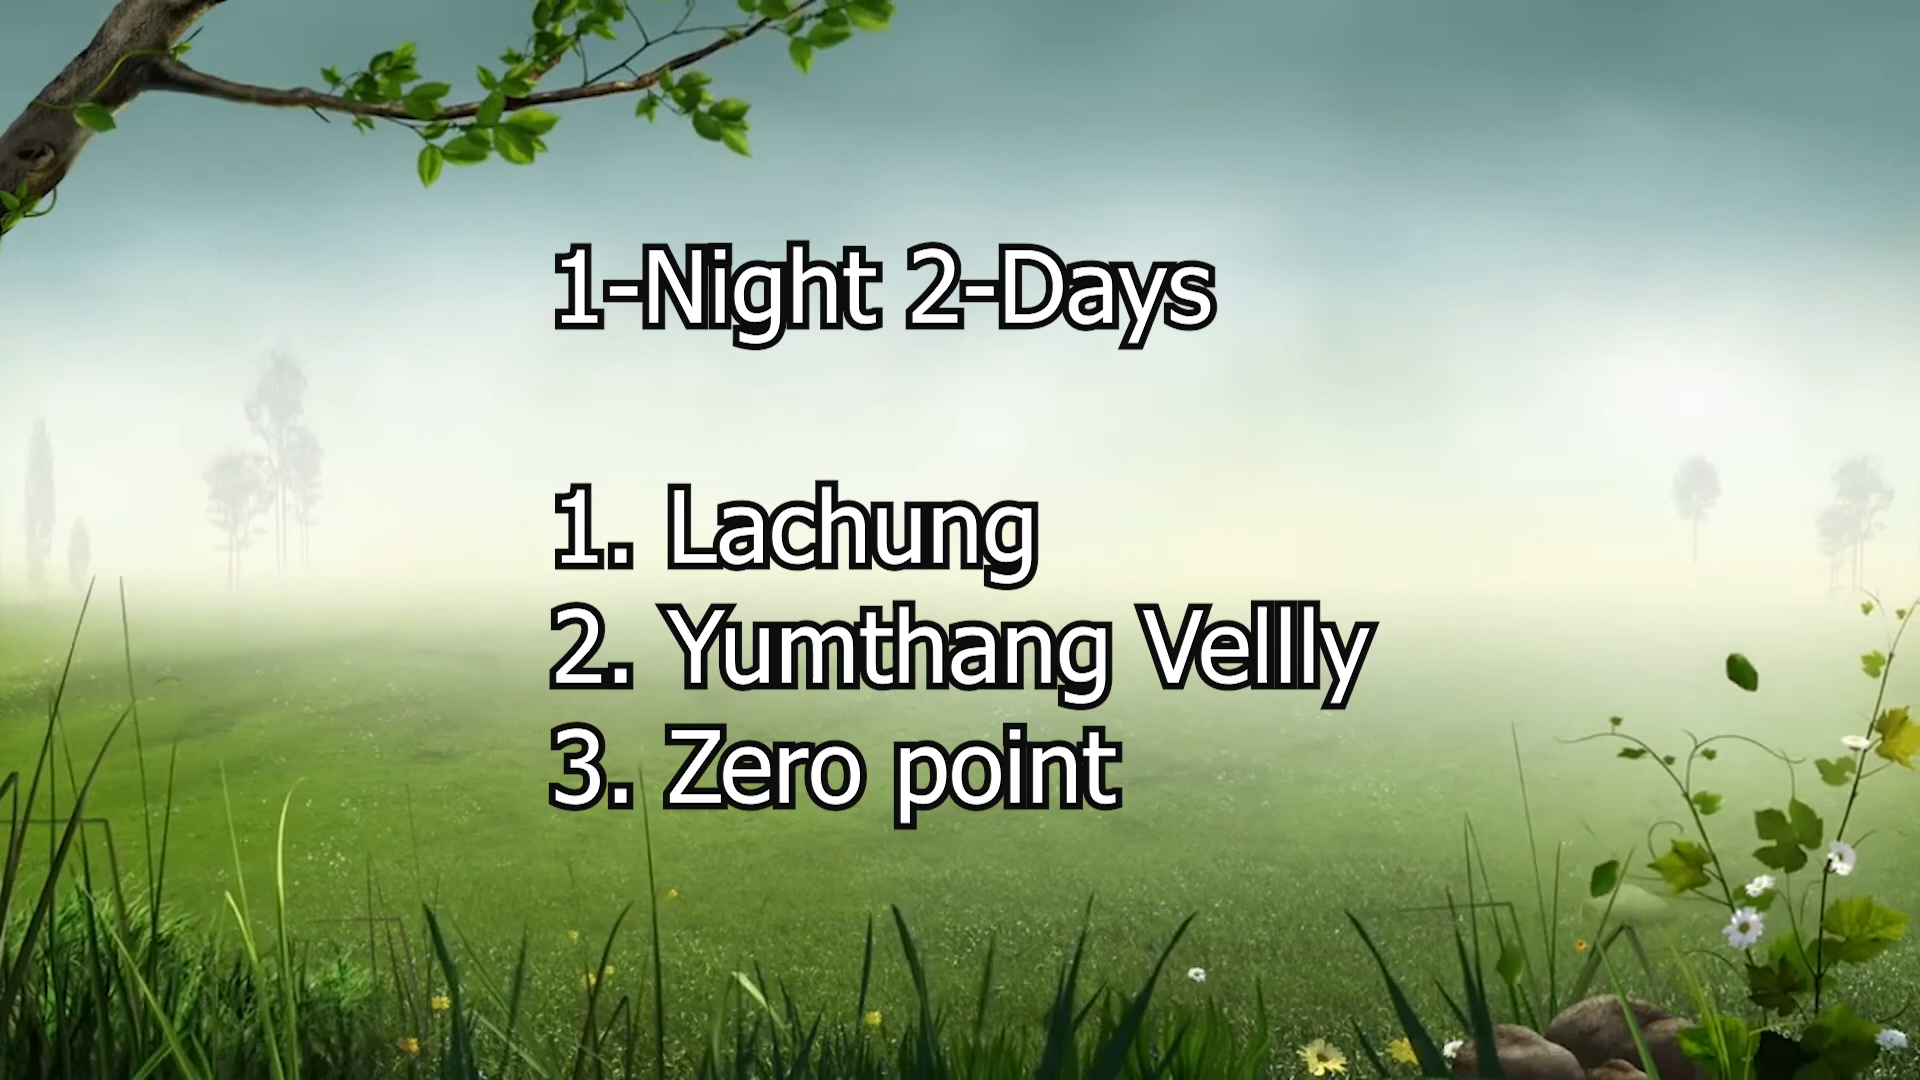 1-Night 2-Days
1. Lachung
2. Yumthang Vellly
3. Zero point